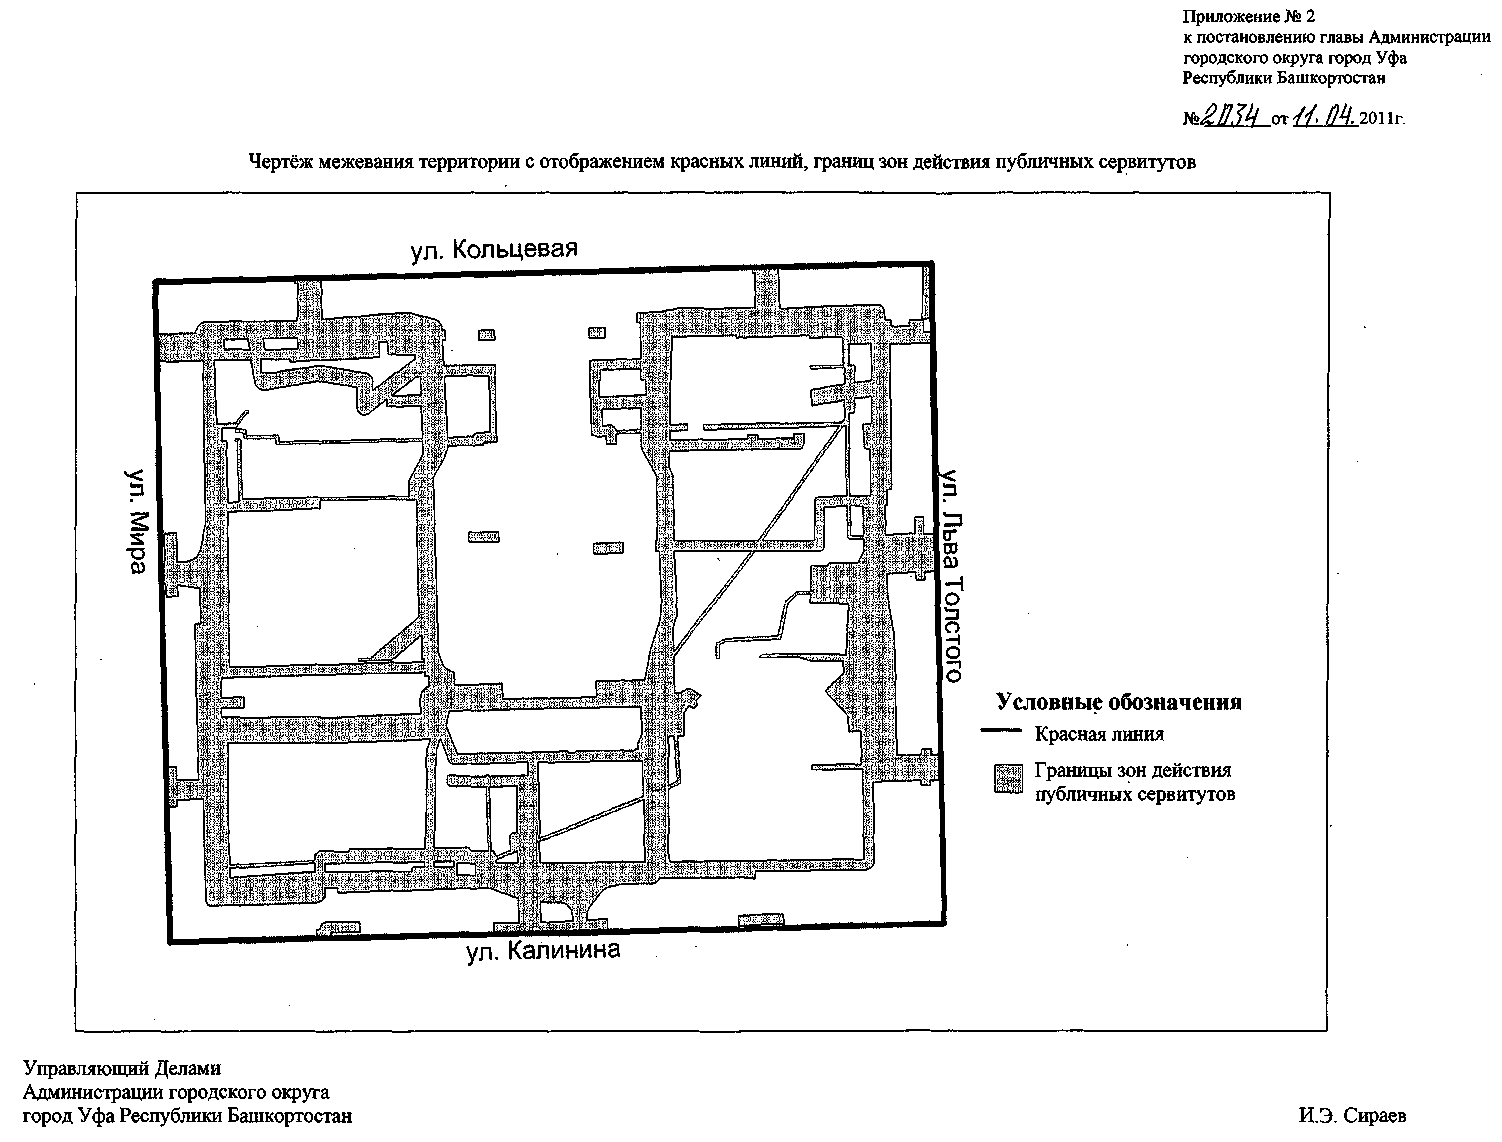 Приложение № 2
к постановлению главы Администрации
городского округа город Уфа
Республики Башкортостан
№ 2034 от 11.04.2011г.
Чертёж межевания территории с отображением красных линий, границ зон действия публичных сервитутов
ул. Кольцевая
ул. Мира
ул. Льва Толстого
ул. Калинина
Условные обозначения
Красная линия
Границы зон действия
публичных сервитутов
Управляющий Делами
Администрации городского округа
город Уфа Республики Башкортостан
И.Э. Сираев